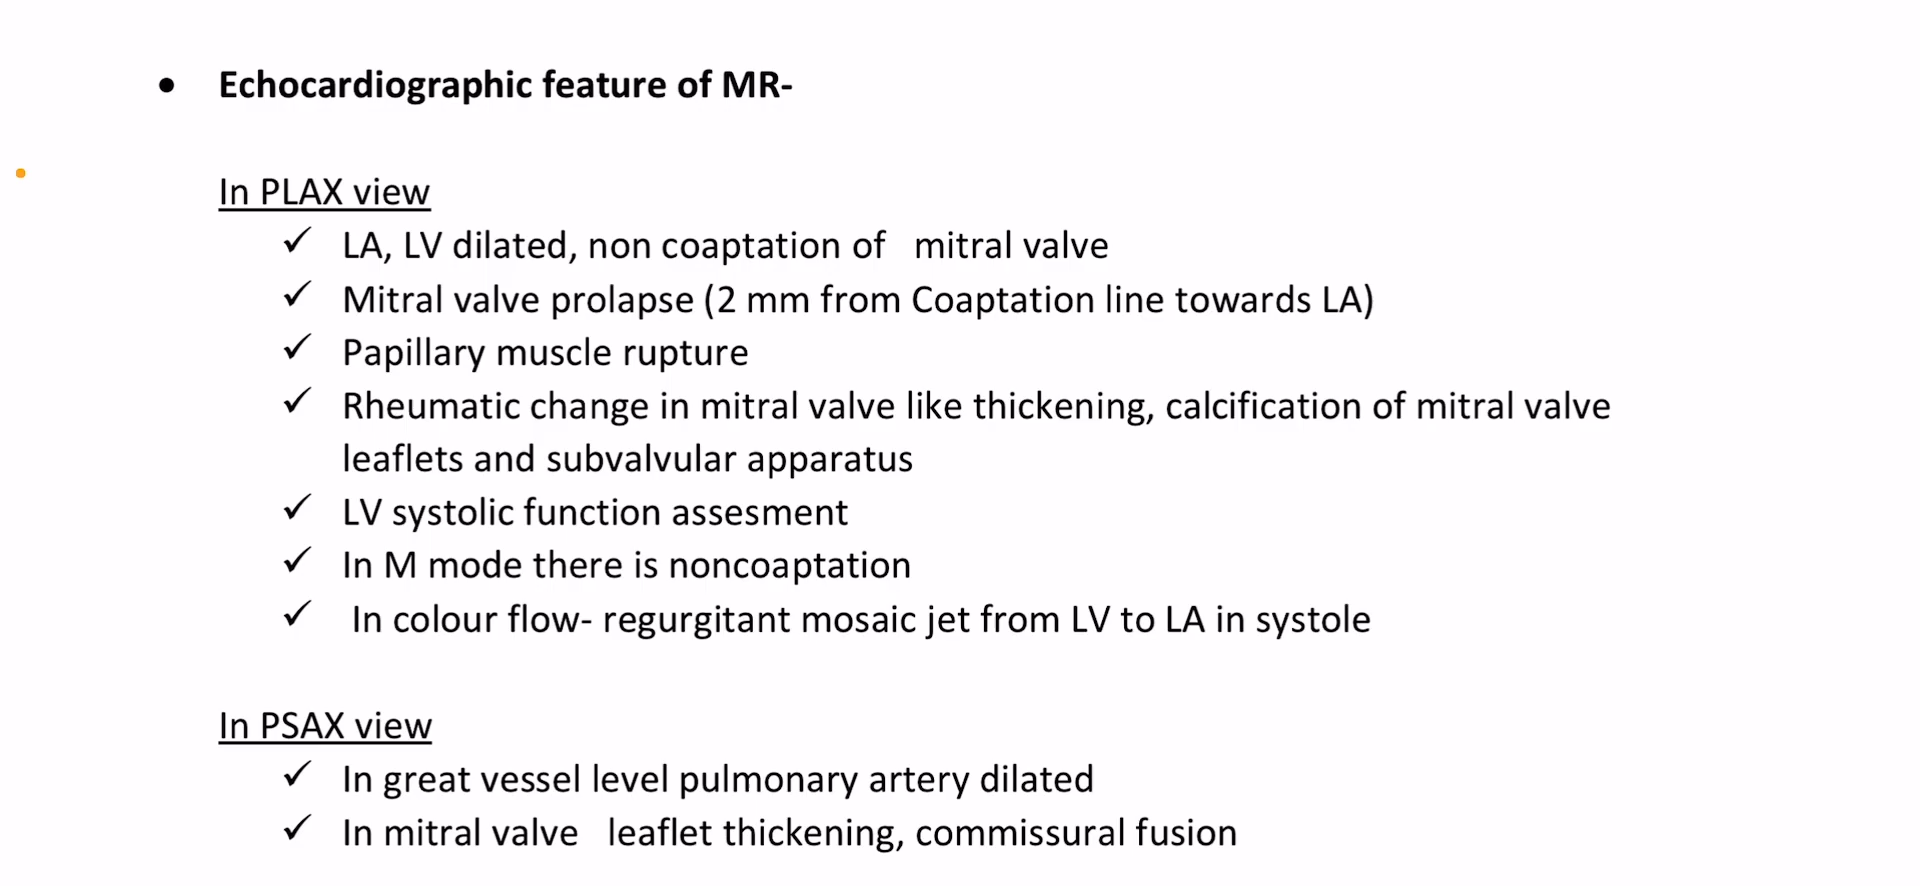 • Echocardiographic feature of MR-
In PLAX view
✓ LA, LV dilated, non coaptation of mitral valve
✓ Mitral valve prolapse (2 mm from Coaptation line towards LA)
✓ Papillary muscle rupture
✓ Rheumatic change in mitral valve like thickening, calcification of mitral valve
leaflets and subvalvular apparatus
✓ LV systolic function assesment
✓ In M mode there is noncoaptation
✓ In colour flow- regurgitant mosaic jet from LV to LA in systole
In PSAX view
✓ In great vessel level pulmonary artery dilated
✓ In mitral valve leaflet thickening, commissural fusion